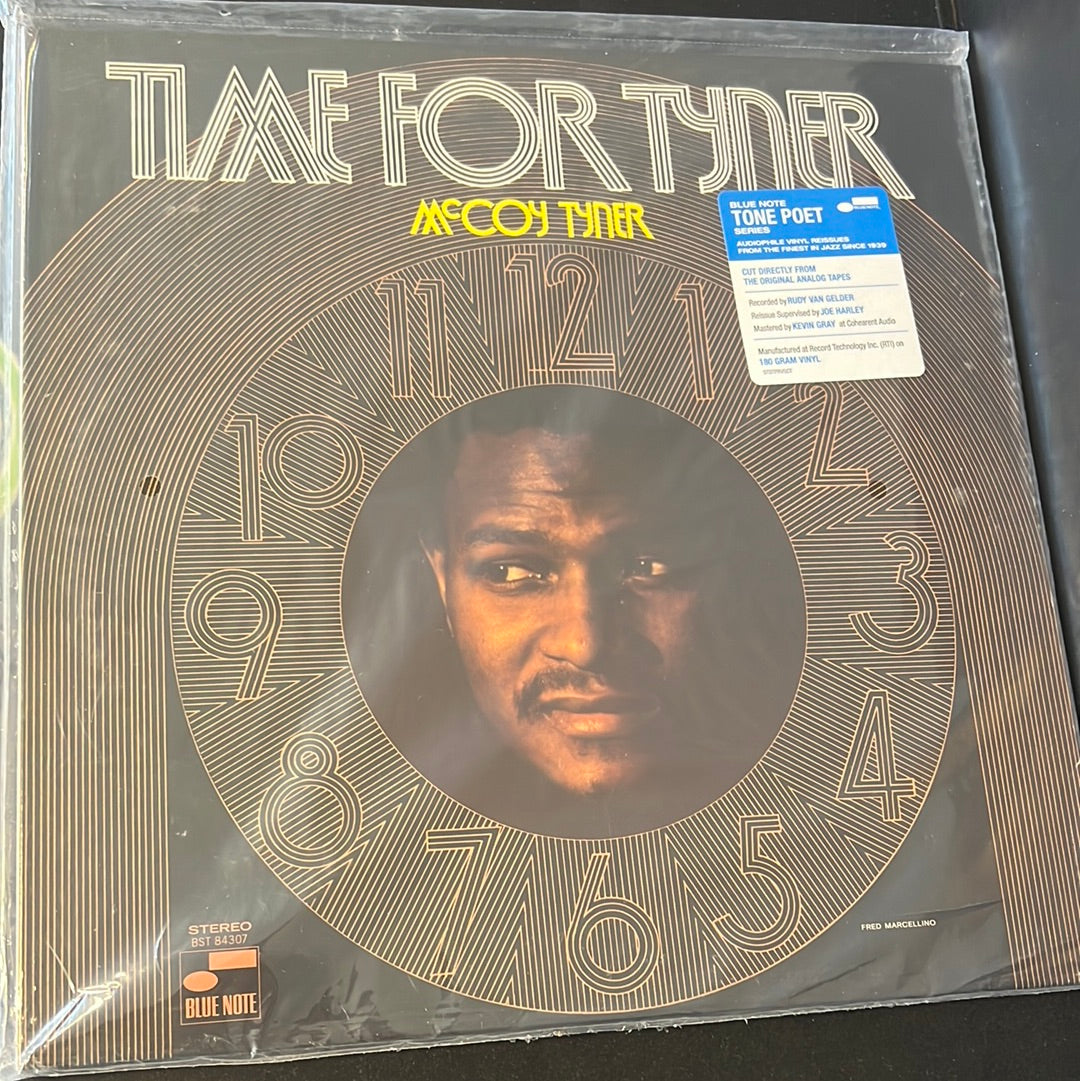 TIME FOR TYNER
McCOY TYNER
BLUE NOTE
TONE POET
SERIES
BLUE NOTE
AUDIOPHILE VINYL REISSUES
FROM THE FINEST IN JAZZ SINCE 1939
CUT DIRECTLY FROM
THE ORIGINAL ANALOG TAPES
Recorded by RUDY VAN GELDER
Reissue Supervised by JOE HARLEY
Mastered by KEVIN GRAY at Cohearent Audio
Manufactured at Record Technology Inc. (RTI) on
180 GRAM VINYL
12
1
2
3
4
5
6
7
8
9
10
11
FRED MARCELLINO
STEREO
BST 84307
BLUE NOTE